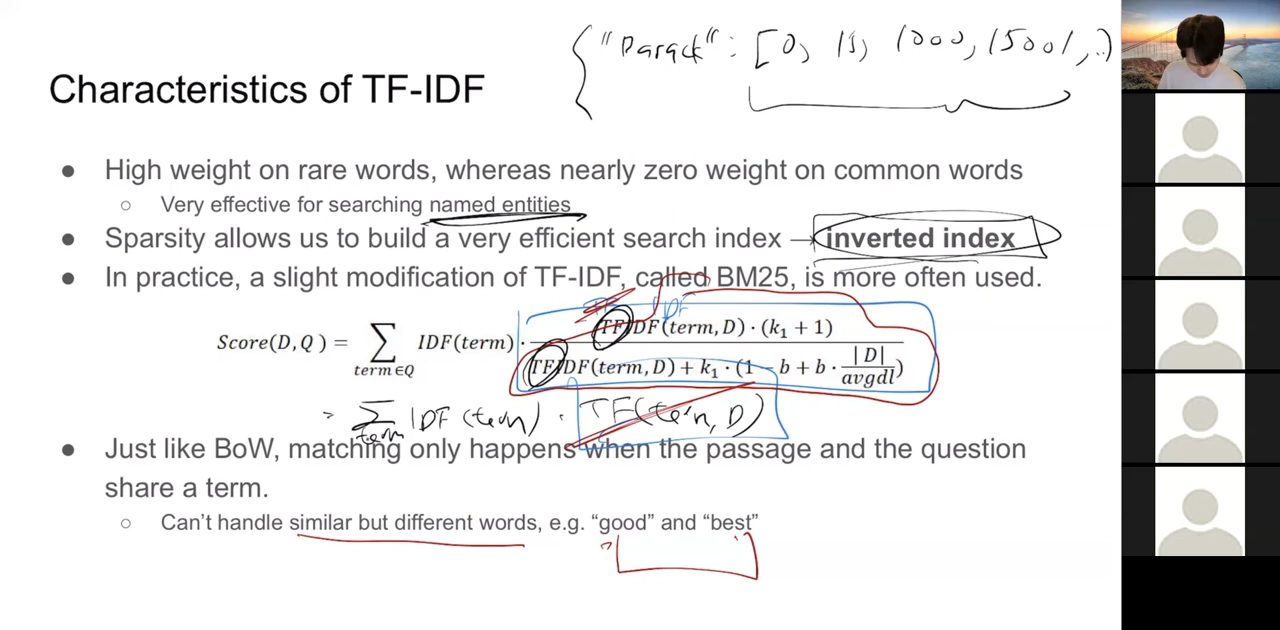 { "Barack" : [0, 15, 1000, 1500, ..]
Characteristics of TF-IDF
● High weight on rare words, whereas nearly zero weight on common words
○ Very effective for searching named entities
● Sparsity allows us to build a very efficient search index → inverted index
● In practice, a slight modification of TF-IDF, called BM25, is more often used.
IDF
Score(D, Q) = ∑ term∈Q IDF(term) · TFIDF(term, D) · (k₁ + 1) / TFIDF(term, D) + k₁ · (1 − b + b · |D| / avgdl)
= ∑ term IDF (term) · TF(term, D)
● Just like BoW, matching only happens when the passage and the question
share a term.
○ Can't handle similar but different words, e.g. “good” and “best”